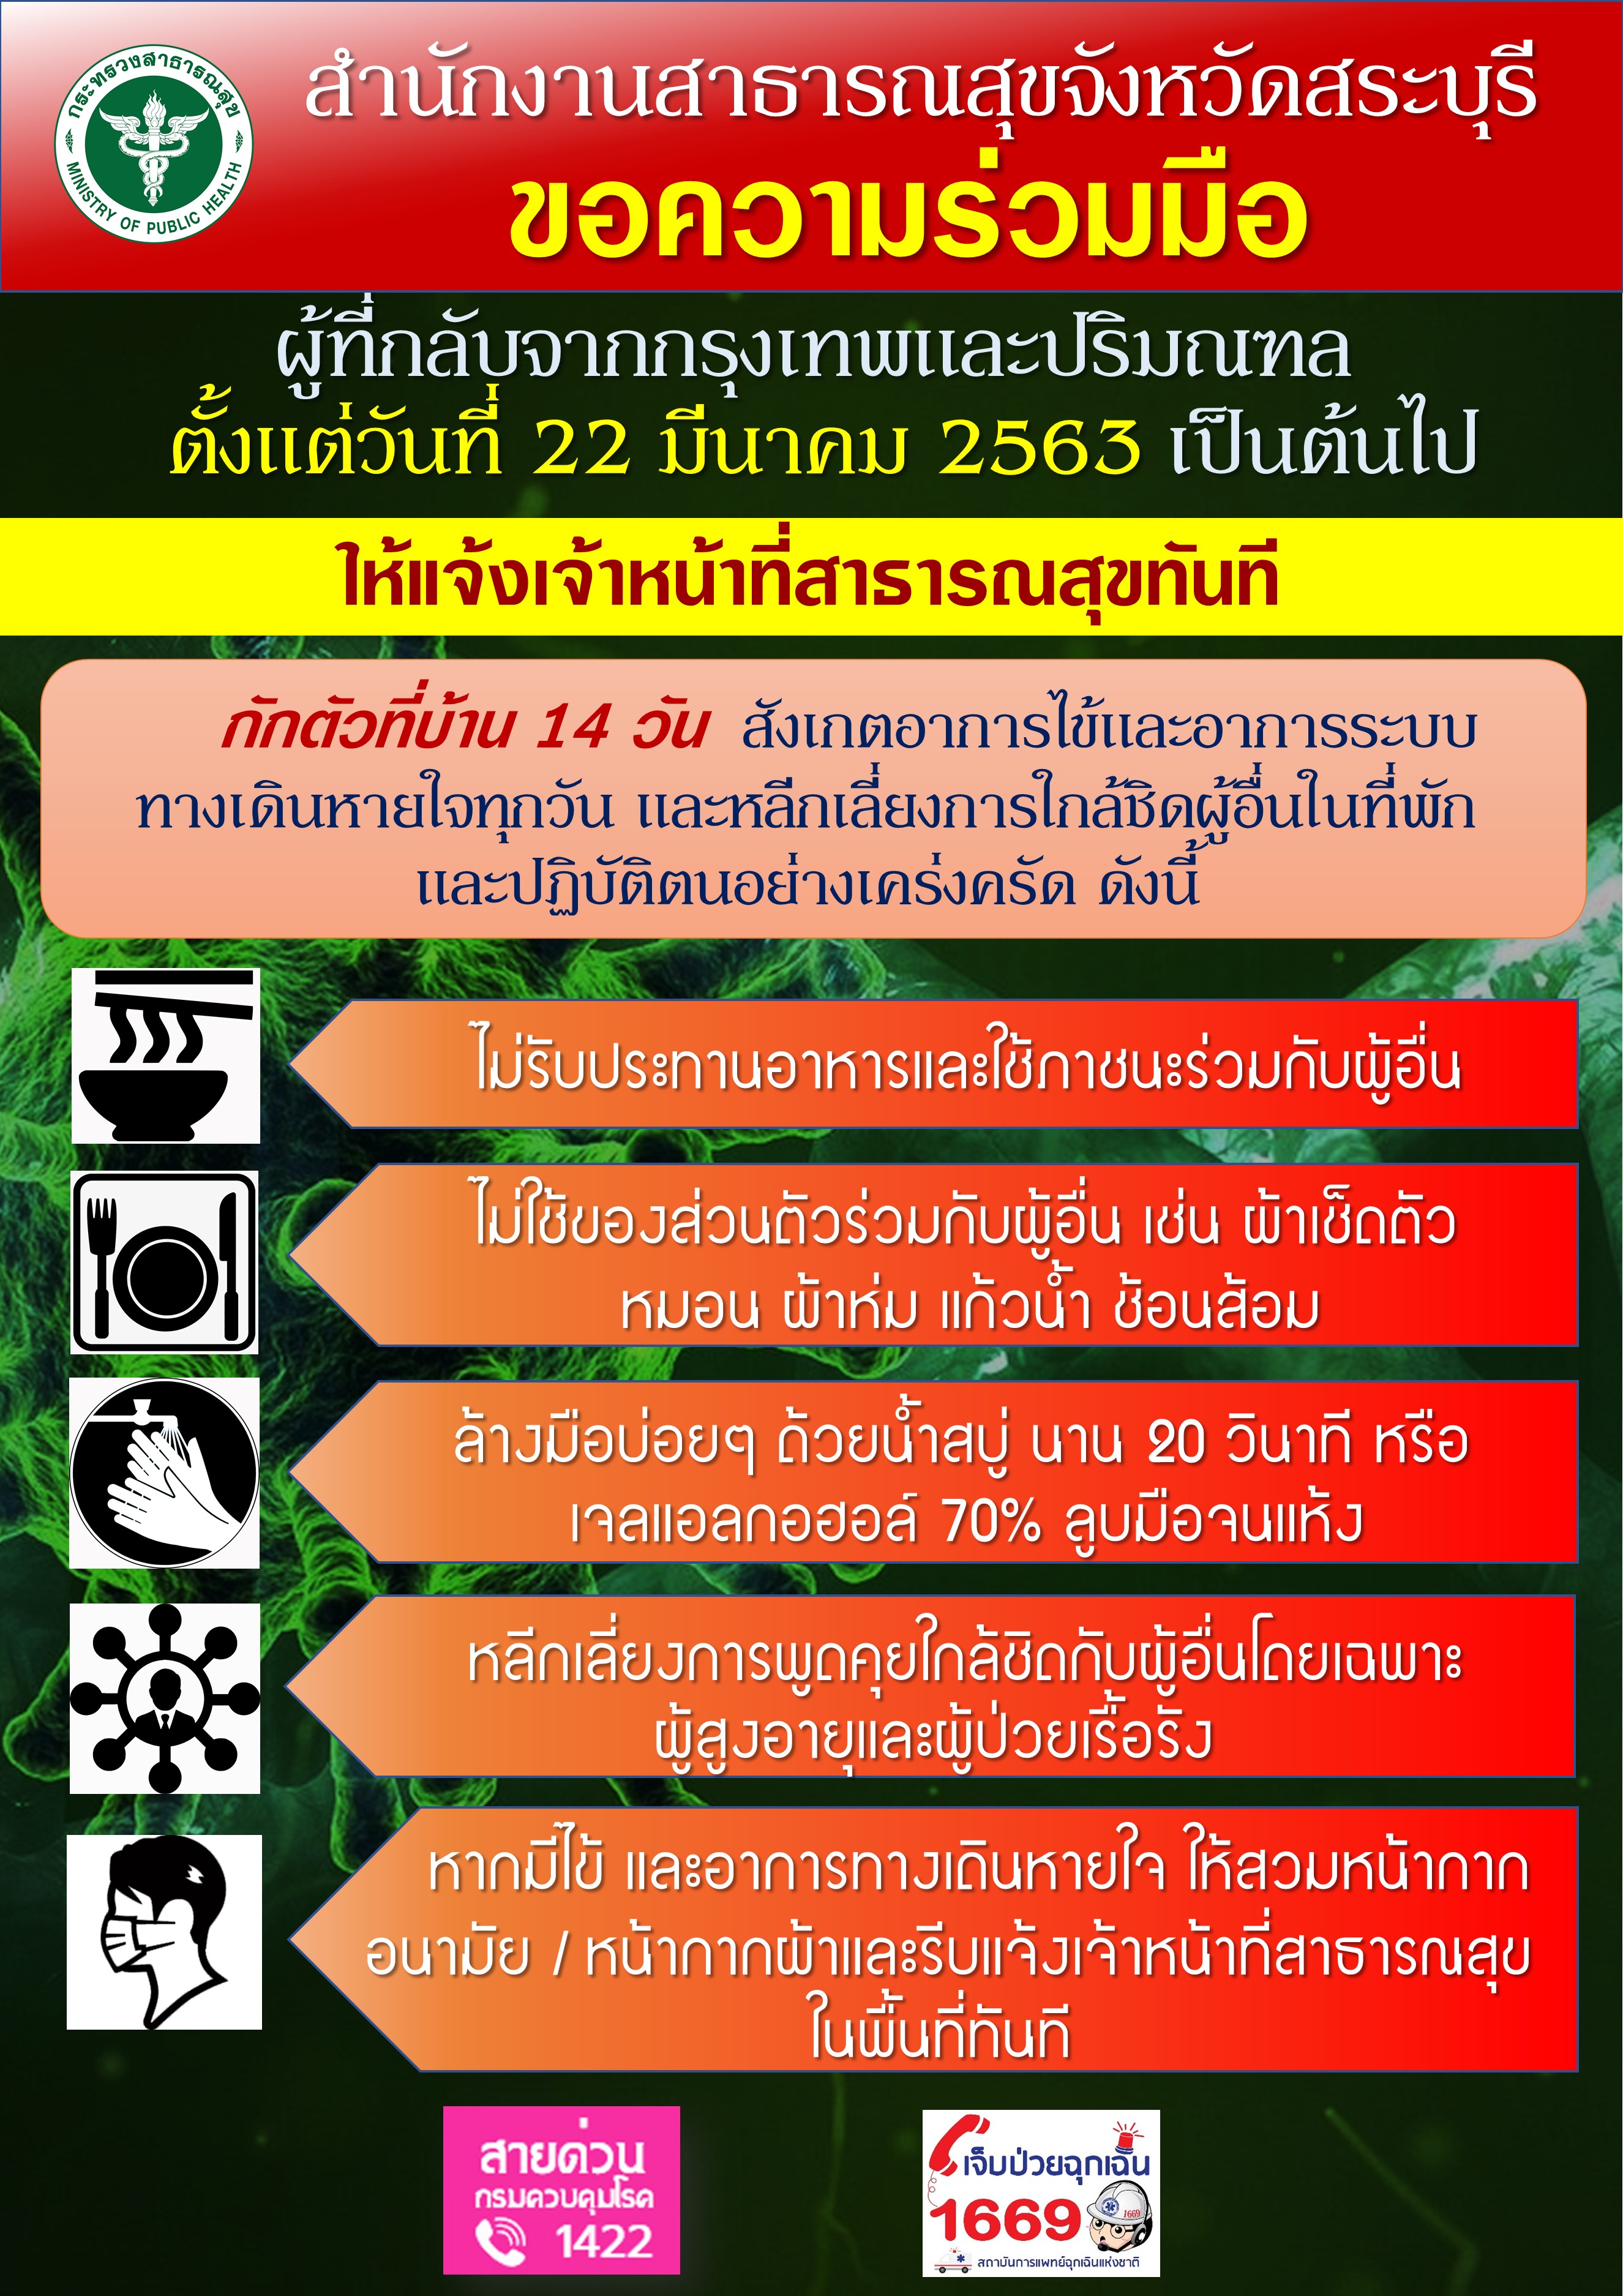 กระทรวงสาธารณสุข
MINISTRY OF PUBLIC HEALTH
สำนักงานสาธารณสุขจังหวัดสระบุรี
ขอความร่วมมือ
ผู้ที่กลับจากกรุงเทพและปริมณฑล
ตั้งแต่วันที่ 22 มีนาคม 2563 เป็นต้นไป
ให้แจ้งเจ้าหน้าที่สาธารณสุขทันที
กักตัวที่บ้าน 14 วัน สังเกตอาการไข้และอาการระบบ
ทางเดินหายใจทุกวัน และหลีกเลี่ยงการใกล้ชิดผู้อื่นในที่พัก
และปฏิบัติตนอย่างเคร่งครัด ดังนี้
ไม่รับประทานอาหารและใช้ภาชนะร่วมกับผู้อื่น
ไม่ใช้ของส่วนตัวร่วมกับผู้อื่น เช่น ผ้าเช็ดตัว
หมอน ผ้าห่ม แก้วน้ำ ช้อนส้อม
ล้างมือบ่อยๆ ด้วยน้ำสบู่ นาน 20 วินาที หรือ
เจลแอลกอฮอล์ 70% ลูบมือจนแห้ง
หลีกเลี่ยงการพูดคุยใกล้ชิดกับผู้อื่นโดยเฉพาะ
ผู้สูงอายุและผู้ป่วยเรื้อรัง
หากมีไข้ และอาการทางเดินหายใจ ให้สวมหน้ากาก
อนามัย / หน้ากากผ้าและรีบแจ้งเจ้าหน้าที่สาธารณสุข
ในพื้นที่ทันที
สายด่วน
กรมควบคุมโรค
1422
เจ็บป่วยฉุกเฉิน
1669
1669
สถาบันการแพทย์ฉุกเฉินแห่งชาติ